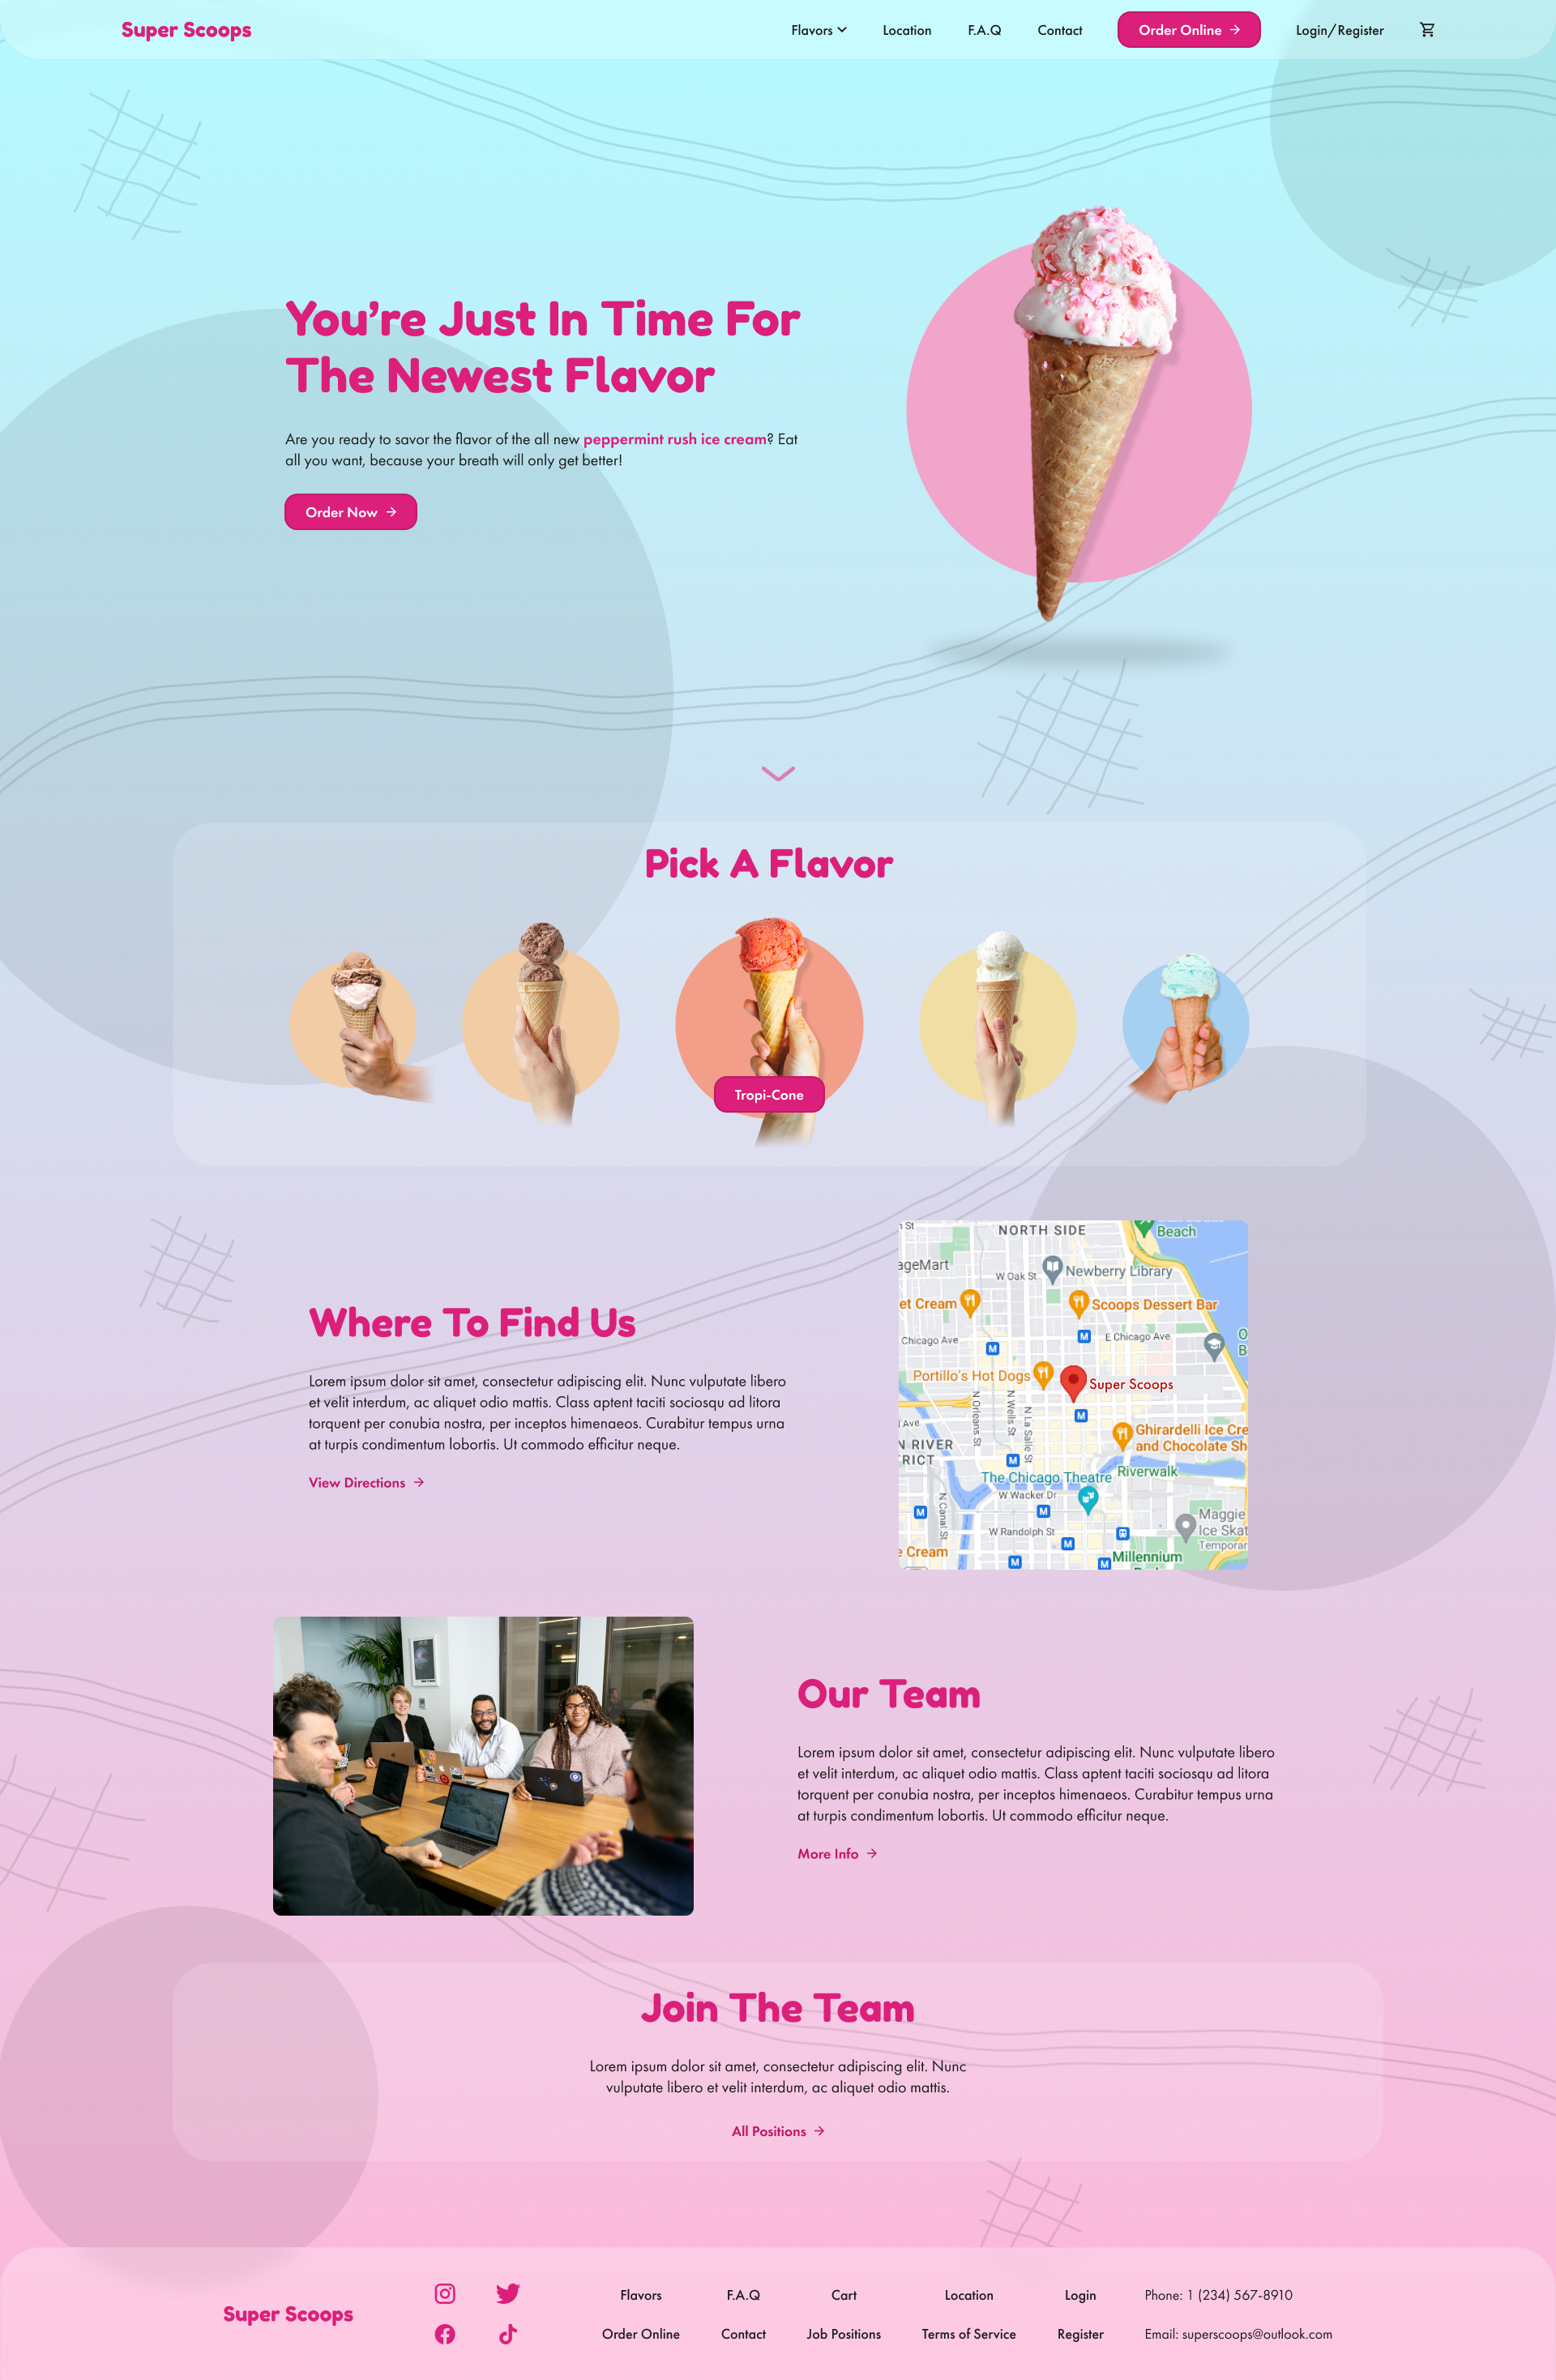 Super Scoops
Flavors
Location
F.A.Q
Contact
Order Online
Login/Register
You're Just In Time For
The Newest Flavor
Are you ready to savor the flavor of the all new peppermint rush ice cream? Eat
all you want, because your breath will only get better!
Order Now
Pick A Flavor
Tropi-Cone
Where To Find Us
Lorem ipsum dolor sit amet, consectetur adipiscing elit. Nunc vulputate libero
et velit interdum, ac aliquet odio mattis. Class aptent taciti sociosqu ad litora
torquent per conubia nostra, per inceptos himenaeos. Curabitur tempus urna
at turpis condimentum lobortis. Ut commodo efficitur neque.
View Directions
n St
NORTH SIDE
Beach
ageMart
W Oak St
Newberry Library
et Cream
Scoops Dessert Bar
Chicago Ave
M
E Chicago Ave
O
B
M
Portillo's Hot Dogs
Super Scoops
N Orleans St
N Wells St
N La Salle St
M
l Ave
Ghirardelli Ice Cre
and Chocolate Sh
N RIVER
TRICT
M
The Chicago Theatre
Riverwalk
W Wacker Dr
N Canal St
M
M
Maggie
Ice Skat
Temporar
W Randolph St
M
e Cream
M
M
Millennium
Our Team
Lorem ipsum dolor sit amet, consectetur adipiscing elit. Nunc vulputate libero
et velit interdum, ac aliquet odio mattis. Class aptent taciti sociosqu ad litora
torquent per conubia nostra, per inceptos himenaeos. Curabitur tempus urna
at turpis condimentum lobortis. Ut commodo efficitur neque.
More Info
Join The Team
Lorem ipsum dolor sit amet, consectetur adipiscing elit. Nunc
vulputate libero et velit interdum, ac aliquet odio mattis.
All Positions
Super Scoops
Flavors
F.A.Q
Cart
Location
Login
Phone: 1 (234) 567-8910
Order Online
Contact
Job Positions
Terms of Service
Register
Email: superscoops@outlook.com